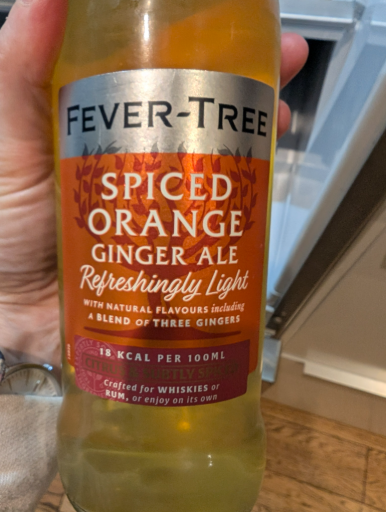 FEVER-TREE
SPICED
ORANGE
GINGER ALE
Refreshingly Light
WITH NATURAL FLAVOURS including
A BLEND OF THREE GINGERS
18 KCAL PER 100ML
Crafted for WHISKIES or
RUM, or enjoy on its own